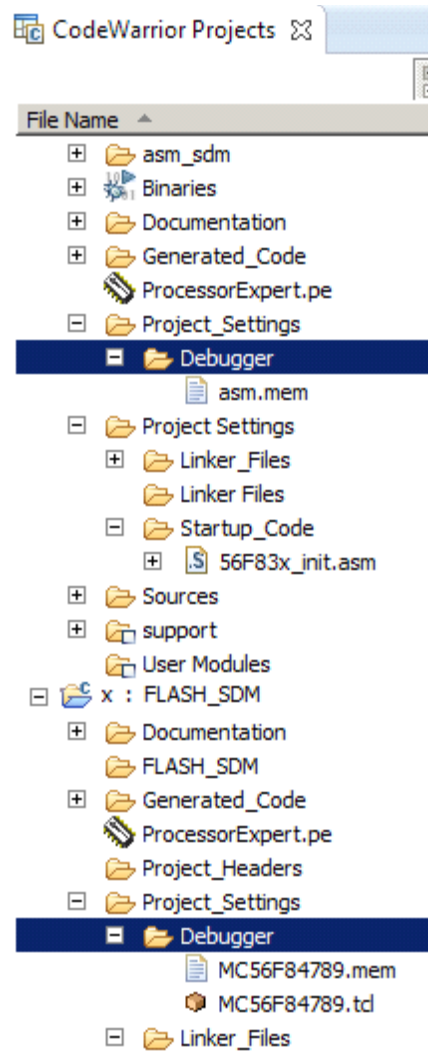 CodeWarrior Projects
File Name
asm_sdm
Binaries
Documentation
Generated_Code
ProcessorExpert.pe
Project_Settings
Debugger
asm.mem
Project Settings
Linker_Files
Linker Files
Startup_Code
56F83x_init.asm
Sources
support
User Modules
x : FLASH_SDM
Documentation
FLASH_SDM
Generated_Code
ProcessorExpert.pe
Project_Headers
Project_Settings
Debugger
MC56F84789.mem
MC56F84789.tcl
Linker_Files